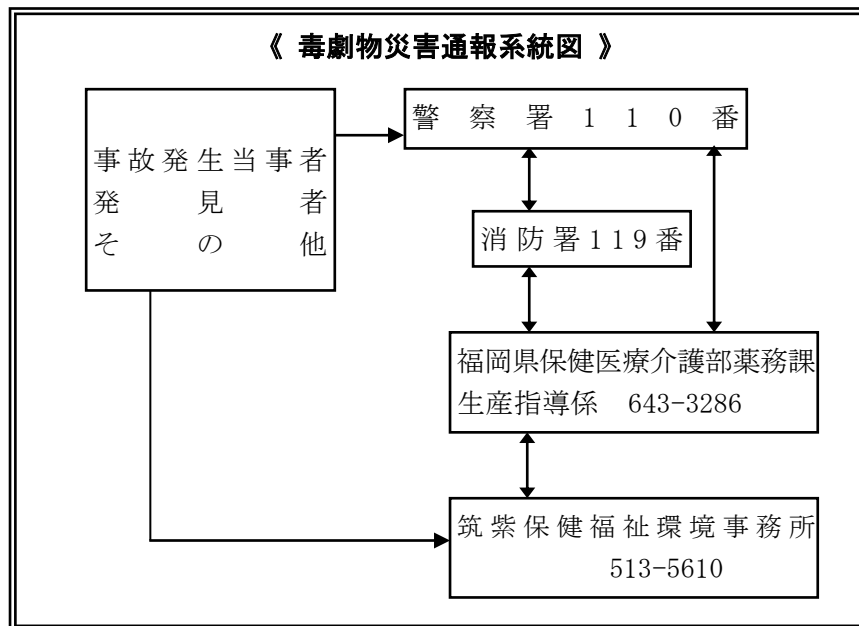 《 毒劇物災害通報系統図 》
事故発生当事者
発見者
その他
警察署110番
消防署119番
福岡県保健医療介護部薬務課
生産指導係 643-3286
筑紫保健福祉環境事務所
513-5610